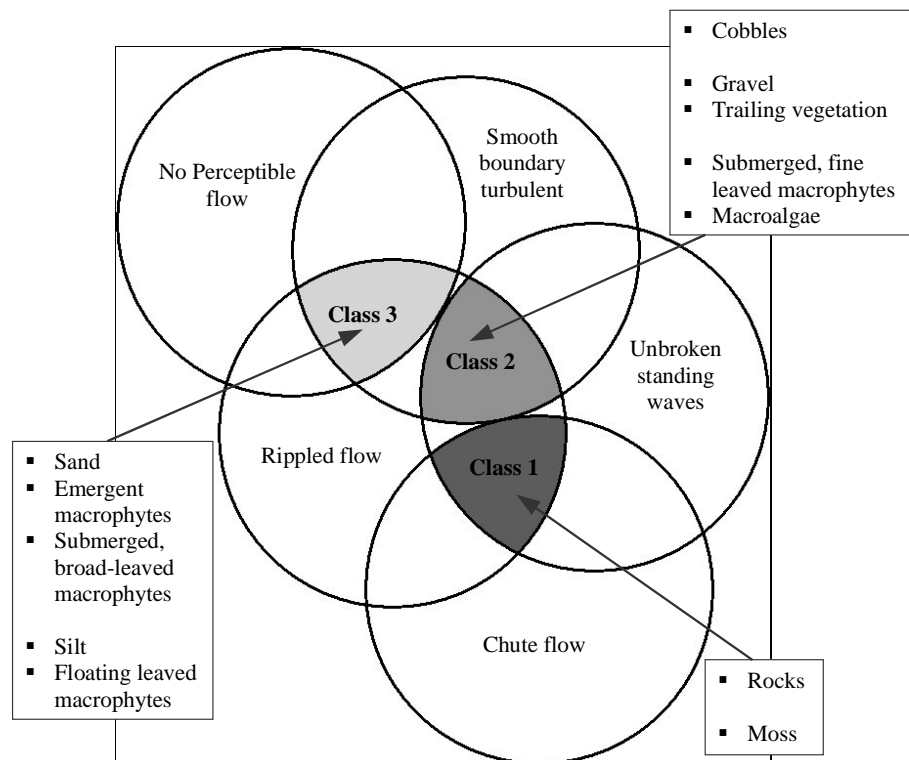 ▪ Cobbles
▪ Gravel
▪ Trailing vegetation
▪ Submerged, fine
leaved macrophytes
▪ Macroalgae
Smooth
boundary
turbulent
No Perceptible
flow
Class 3
Class 2
Unbroken
standing
waves
Rippled flow
Class 1
▪ Sand
▪ Emergent
macrophytes
▪ Submerged,
broad-leaved
macrophytes
▪ Silt
▪ Floating leaved
macrophytes
Chute flow
▪ Rocks
▪ Moss